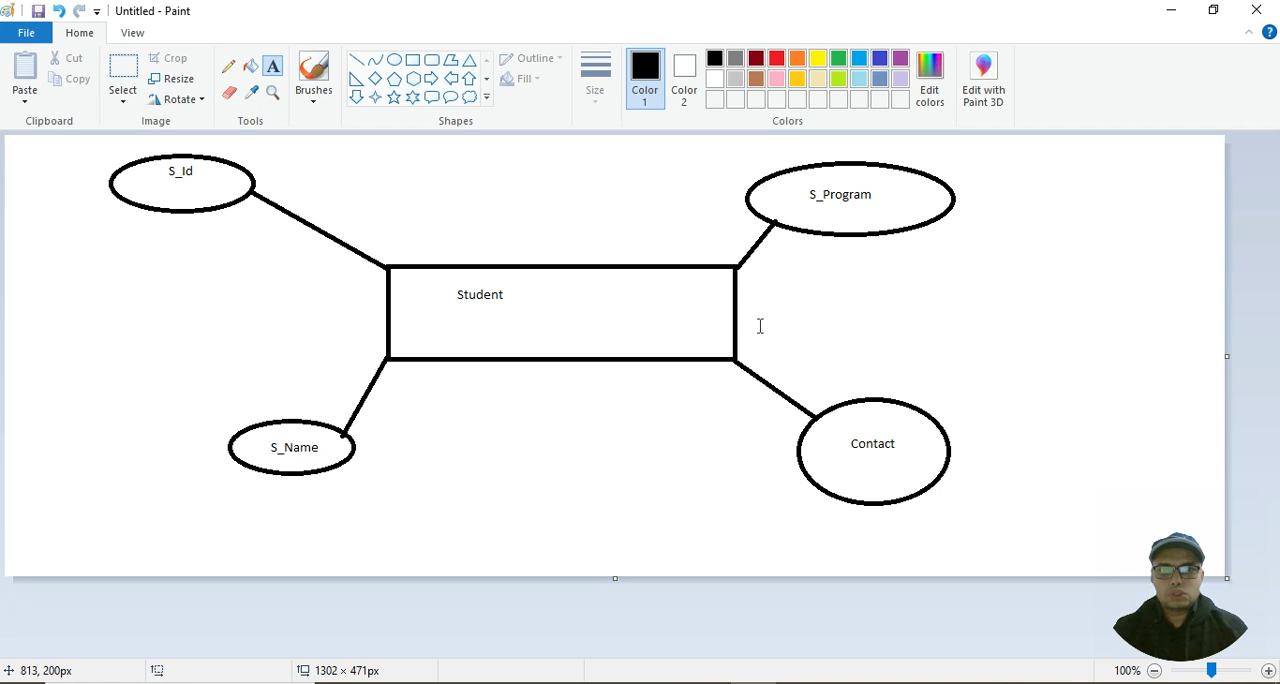 Untitled - Paint
File
Home
View
Paste
Cut
Copy
Clipboard
Select
Crop
Resize
Rotate
Image
A
Tools
Brushes
Shapes
Outline
Fill
Size
Color
1
Color
2
Colors
Edit
colors
Edit with
Paint 3D
S_Id
S_Program
Student
S_Name
Contact
813, 200px
1302 × 471px
100%